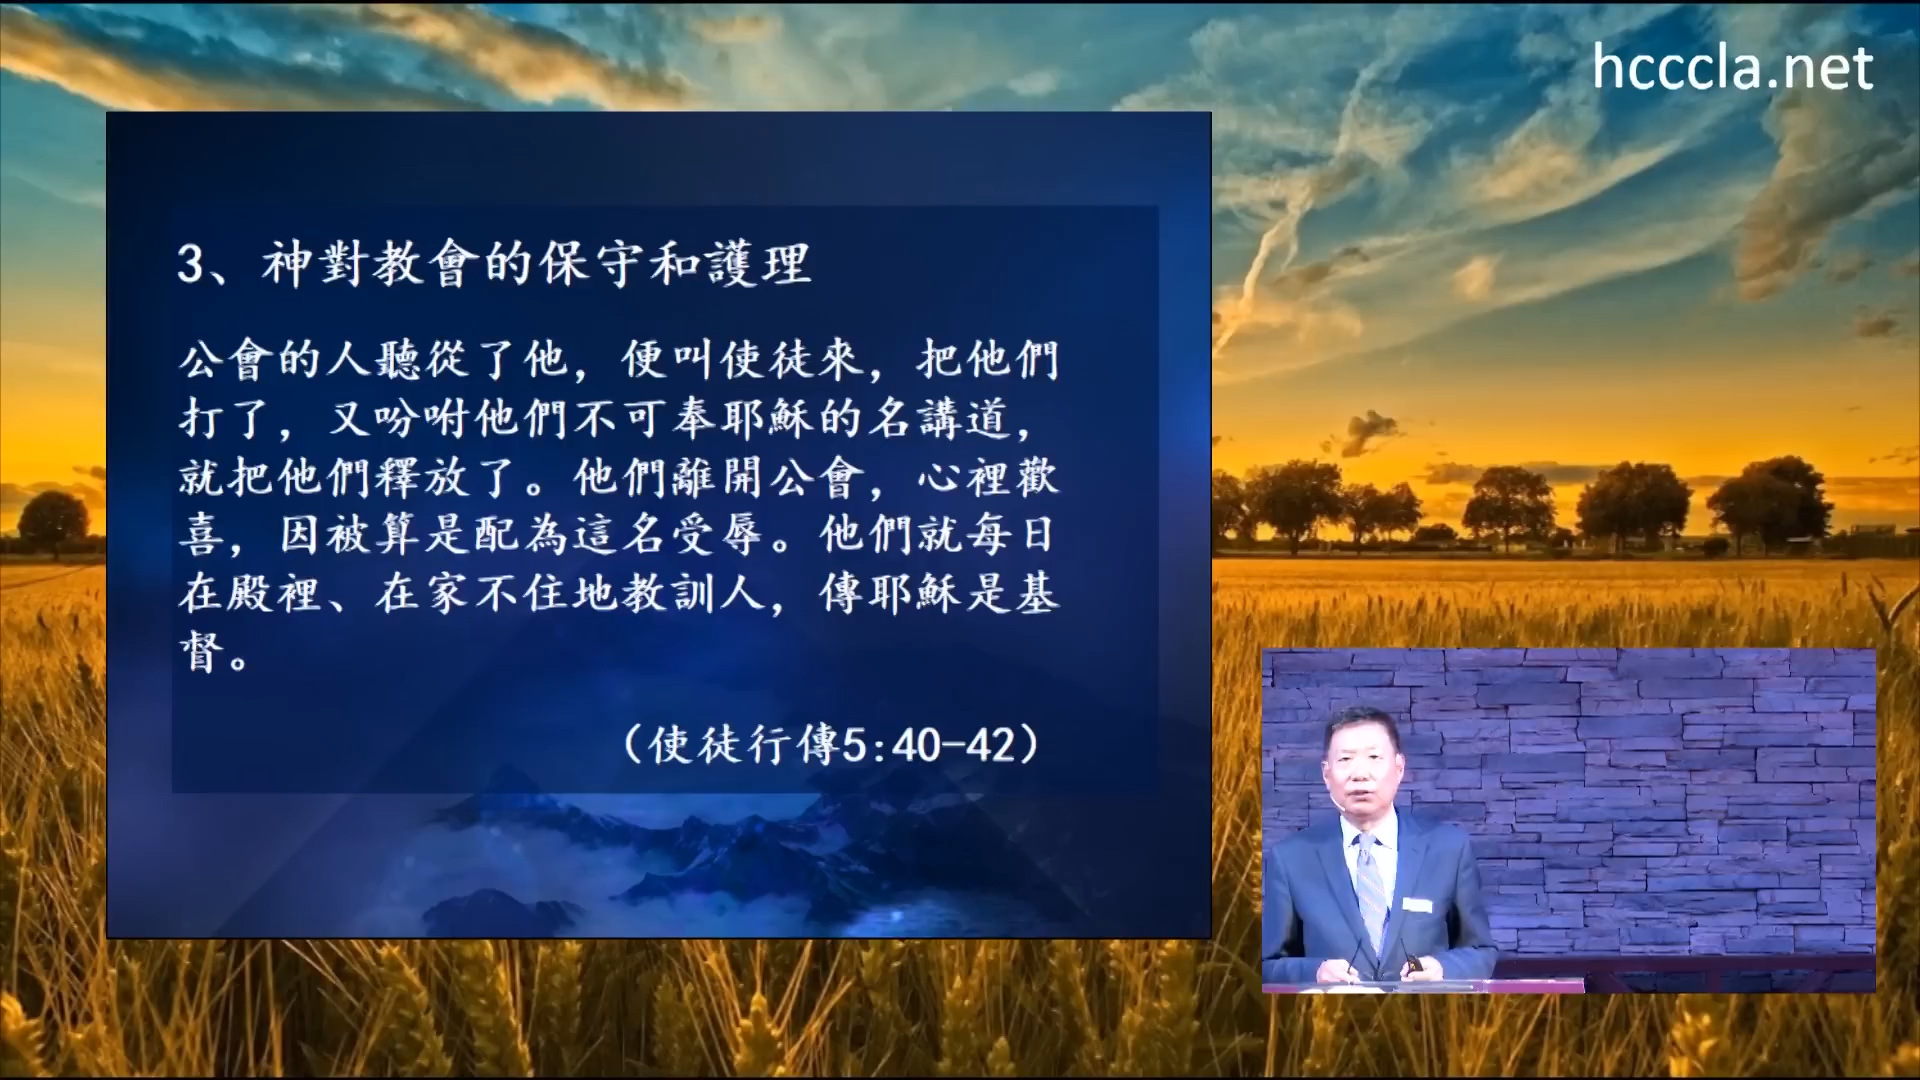 hcccla.net
3、神對教會的保守和護理
公會的人聽從了他，便叫使徒來，把他們
打了，又吩咐他們不可奉耶穌的名講道，
就把他們釋放了。他們離開公會，心裡歡
喜，因被算是配為這名受辱。他們就每日
在殿裡、在家不住地教訓人，傳耶穌是基
督。
（使徒行傳5:40-42）